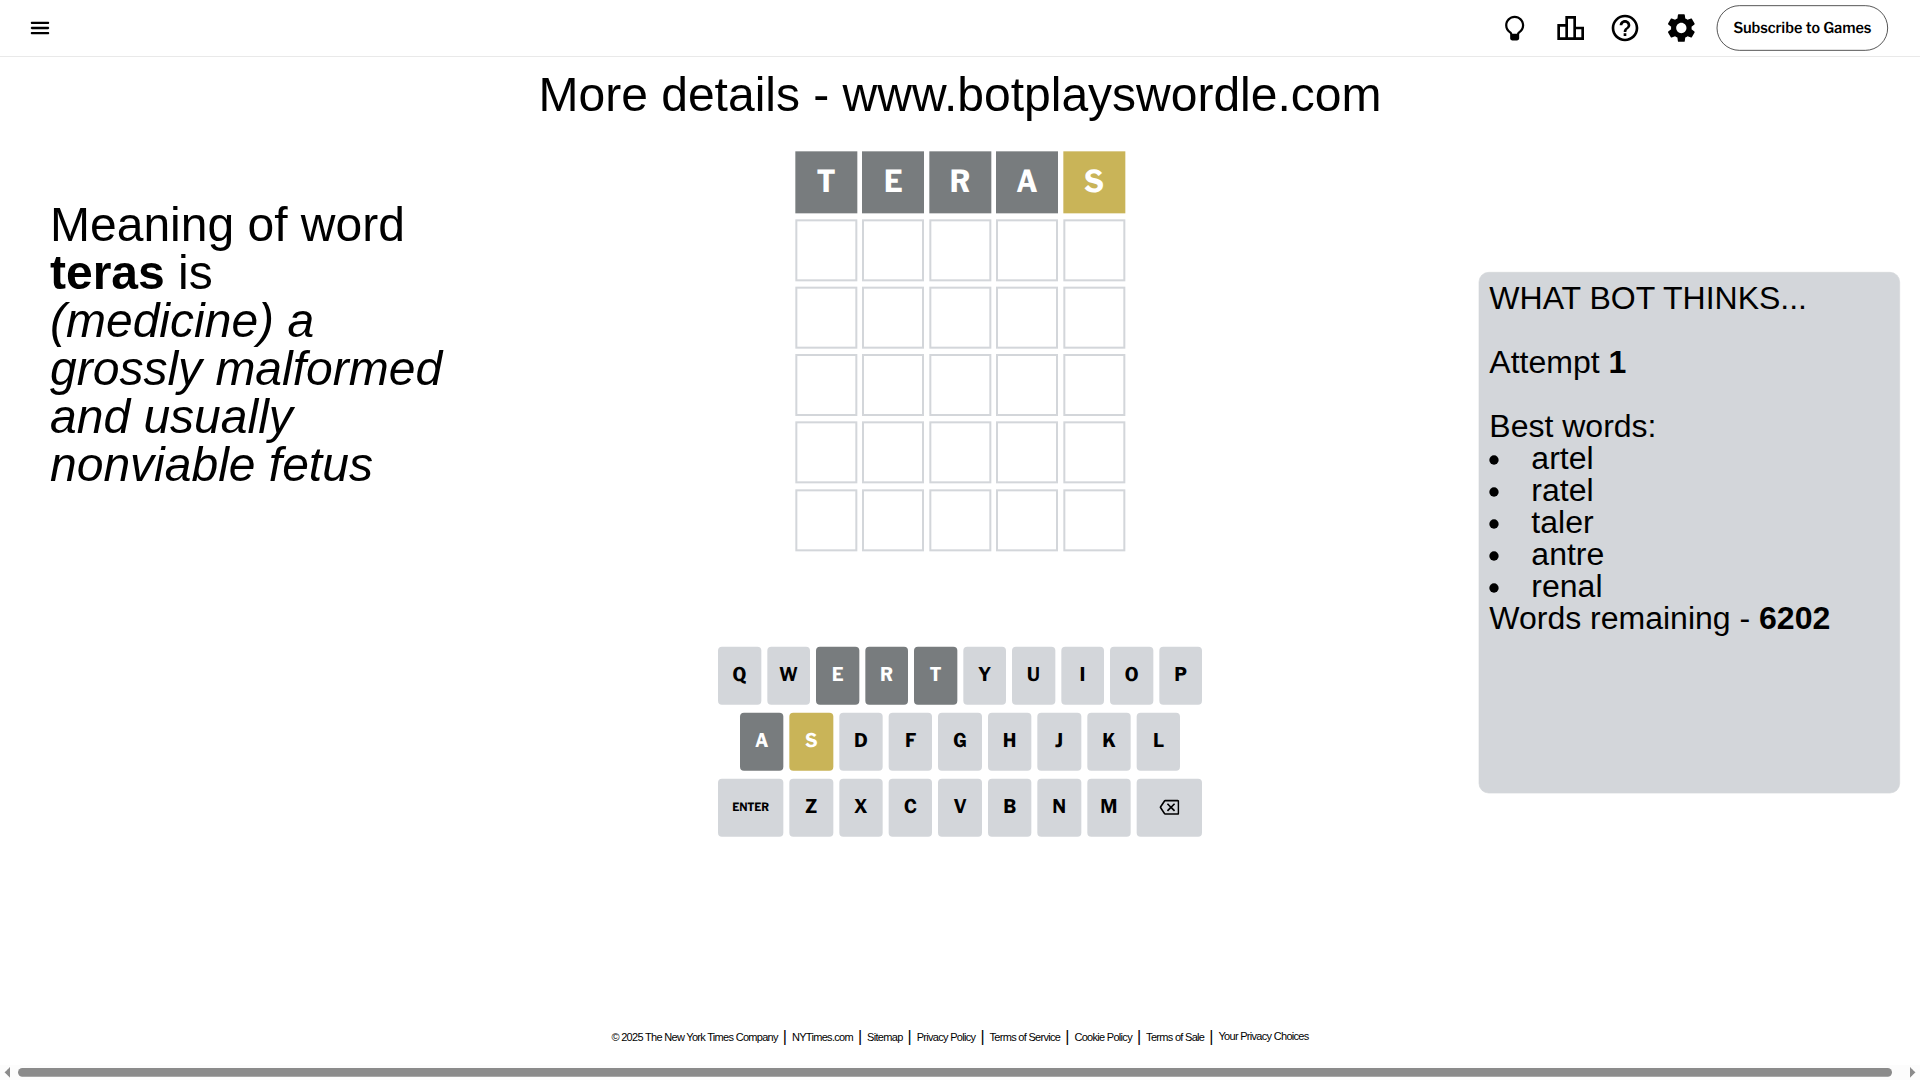 Subscribe to Games
More details - www.botplayswordle.com
Meaning of word
teras is
(medicine) a
grossly malformed
and usually
nonviable fetus
T E R A S
WHAT BOT THINKS...
Attempt 1
Best words:
• artel
• ratel
• taler
• antre
• renal
Words remaining - 6202
Q W E R T Y U I O P
A S D F G H J K L
ENTER Z X C V B N M
© 2025 The New York Times Company | NYTimes.com | Sitemap | Privacy Policy | Terms of Service | Cookie Policy | Terms of Sale | Your Privacy Choices